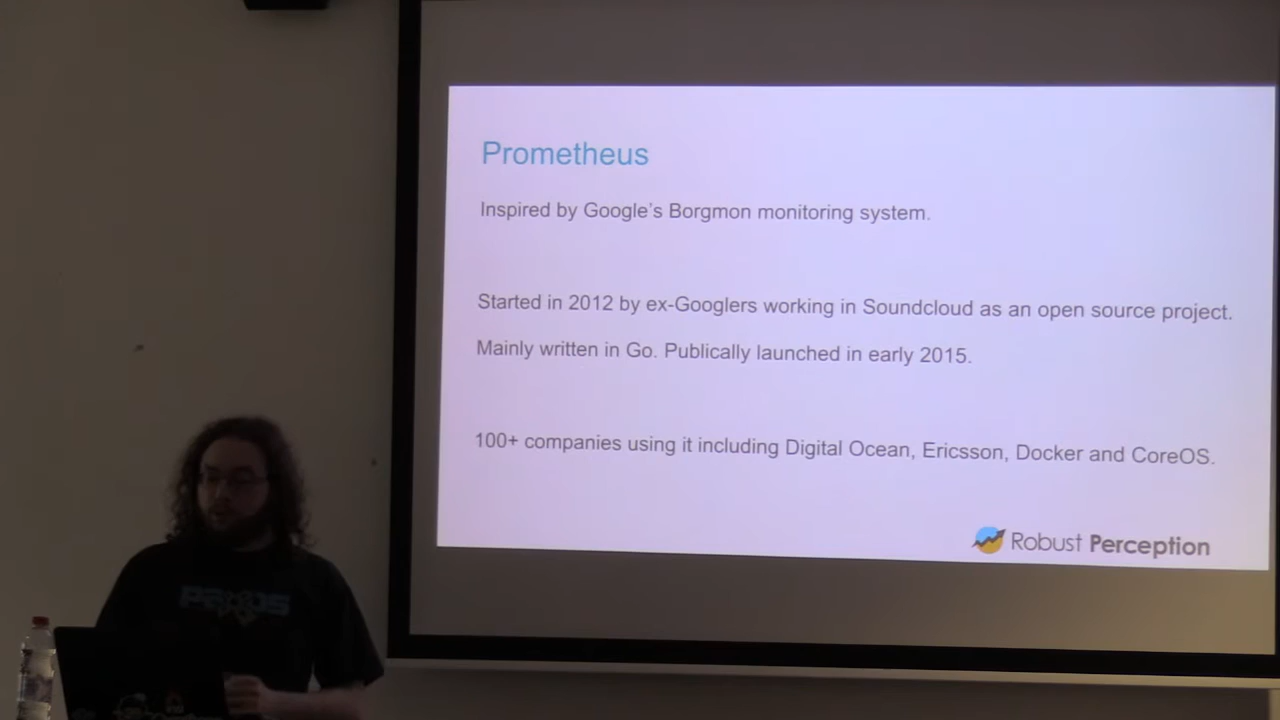 Prometheus
Inspired by Google's Borgmon monitoring system.
Started in 2012 by ex-Googlers working in Soundcloud as an open source project.
Mainly written in Go. Publically launched in early 2015.
100+ companies using it including Digital Ocean, Ericsson, Docker and CoreOS.
Robust Perception